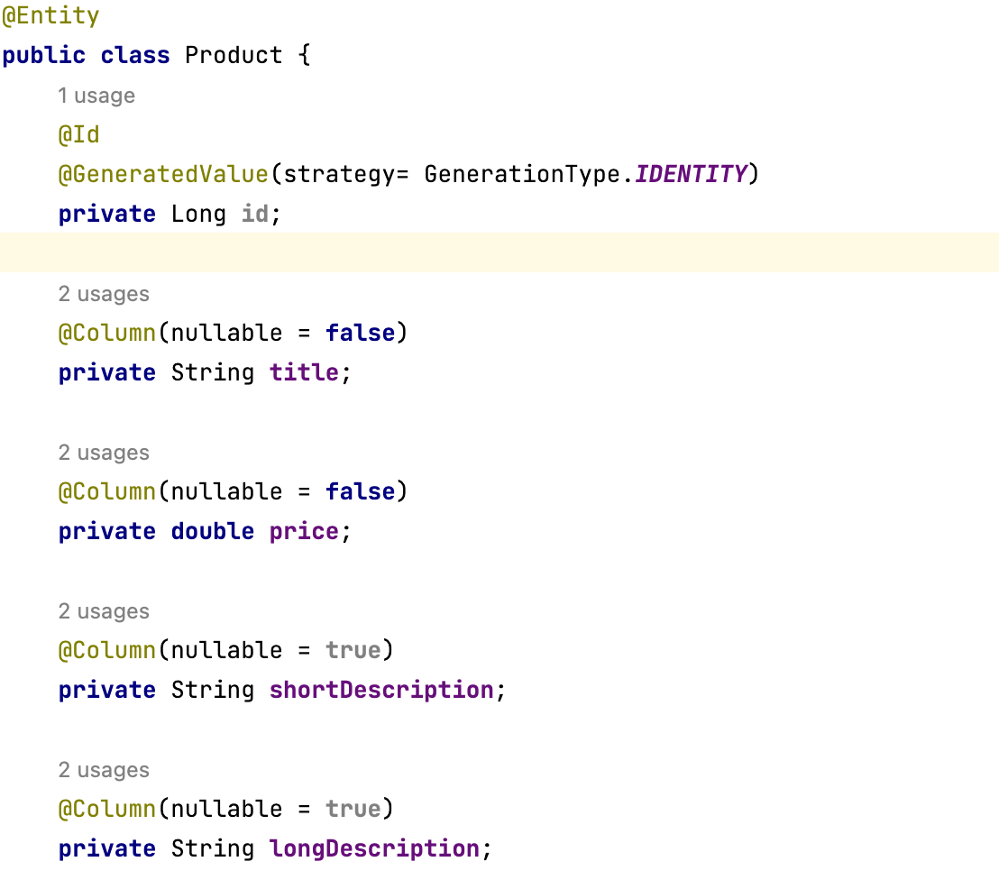 @Entity
public class Product {
1 usage
@Id
@GeneratedValue(strategy= GenerationType.IDENTITY)
private Long id;
2 usages
@Column(nullable = false)
private String title;
2 usages
@Column(nullable = false)
private double price;
2 usages
@Column(nullable = true)
private String shortDescription;
2 usages
@Column(nullable = true)
private String longDescription;